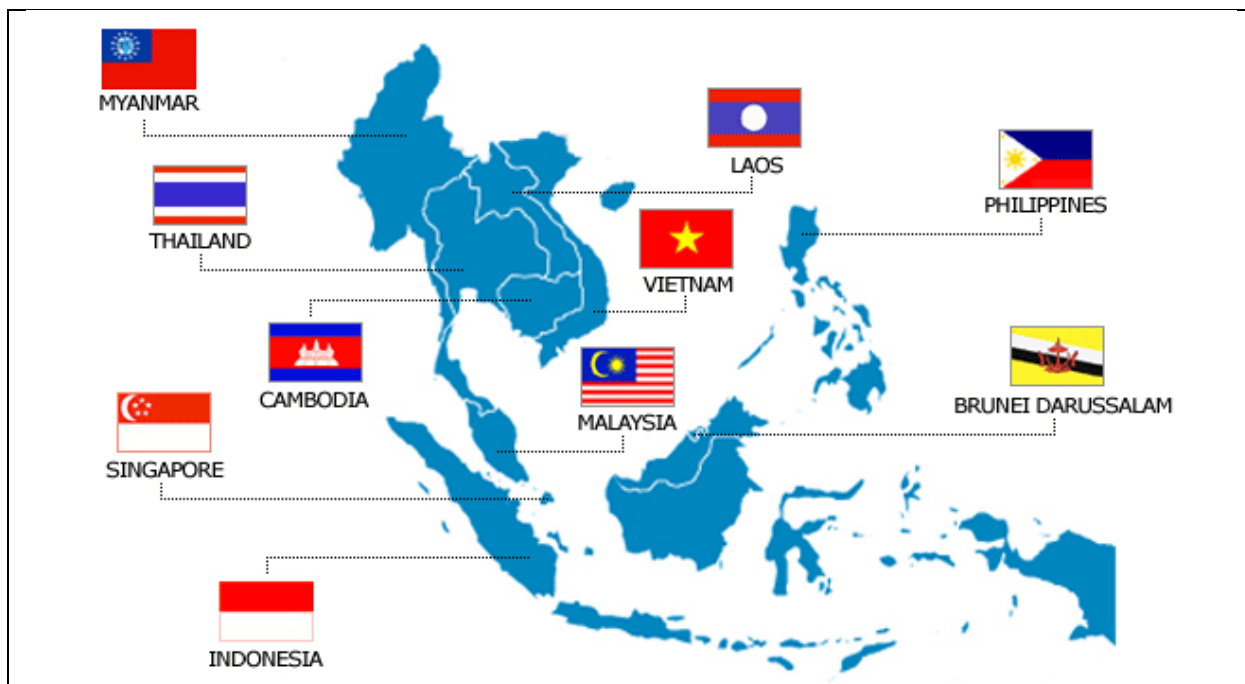 MYANMAR
LAOS
PHILIPPINES
THAILAND
VIETNAM
CAMBODIA
MALAYSIA
BRUNEI DARUSSALAM
SINGAPORE
INDONESIA